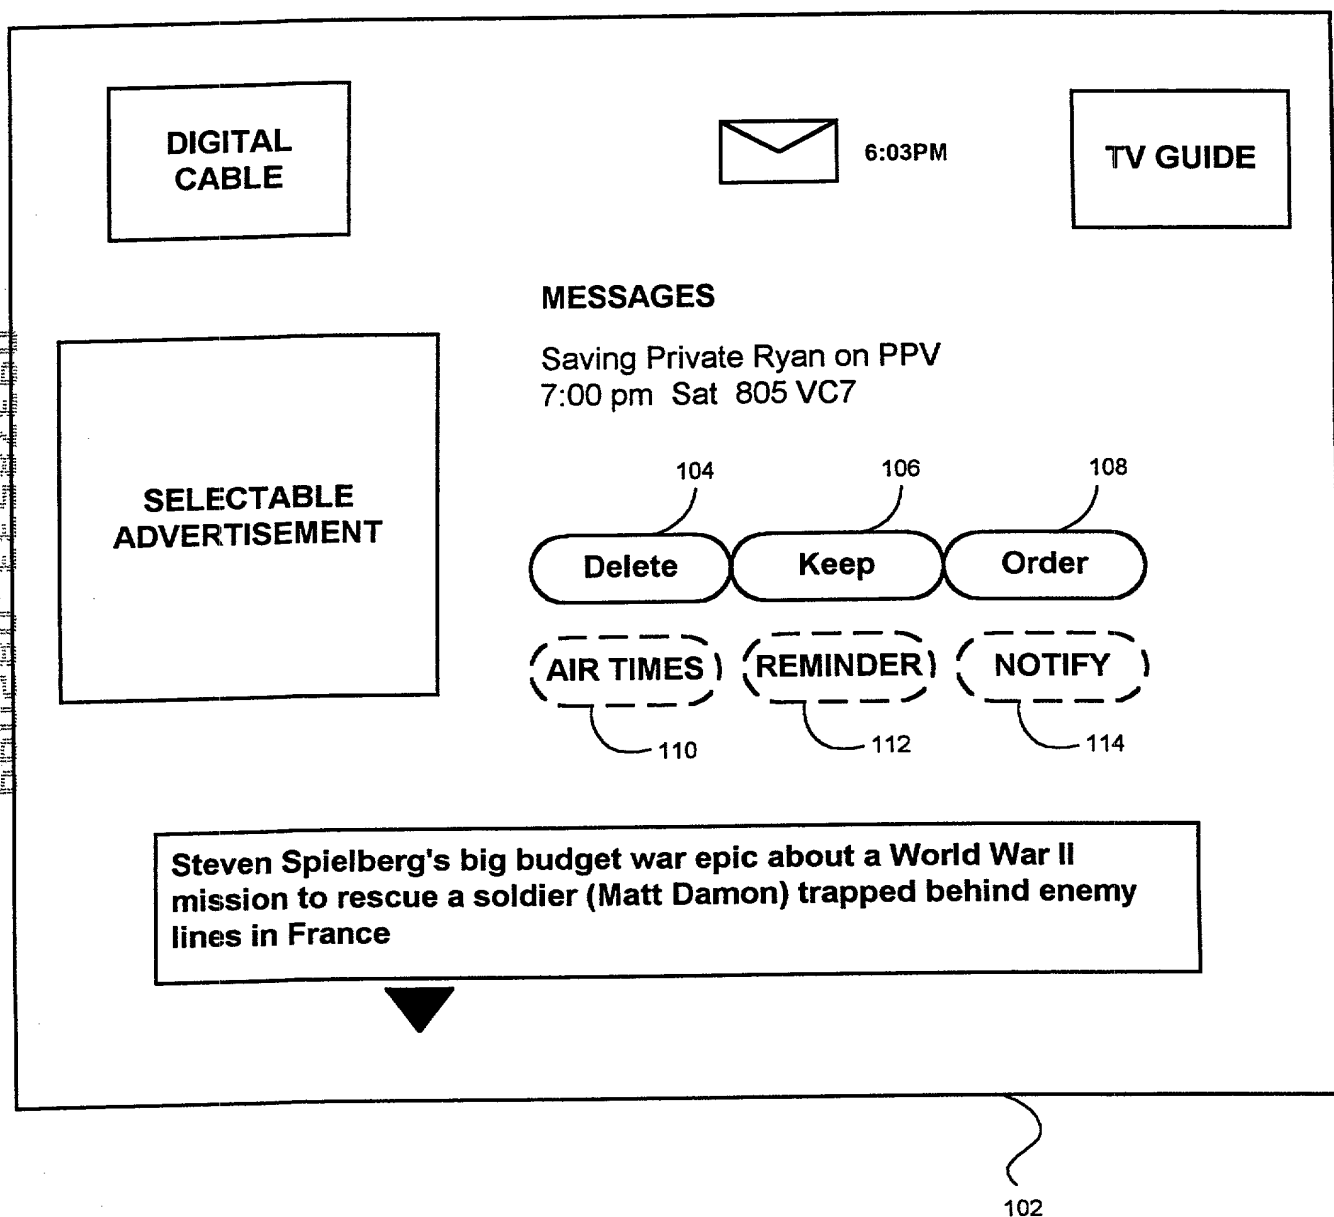 DIGITAL
CABLE
6:03PM
TV GUIDE
MESSAGES
Saving Private Ryan on PPV
7:00 pm Sat 805 VC7
SELECTABLE
ADVERTISEMENT
104
106
108
Delete
Keep
Order
AIR TIMES
REMINDER
NOTIFY
110
112
114
Steven Spielberg's big budget war epic about a World War II
mission to rescue a soldier (Matt Damon) trapped behind enemy
lines in France
102